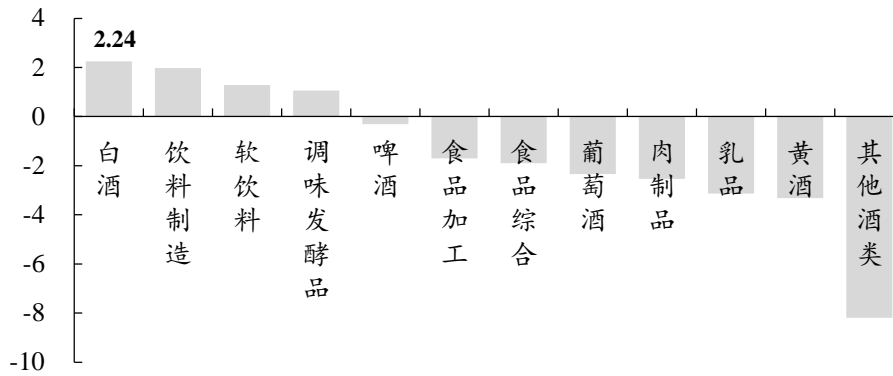 4
2
0
-2
-4
-6
-8
-10
2.24
白酒
饮料制造
软饮料
调味发酵品
啤酒
食品加工
食品综合
葡萄酒
肉制品
乳品
黄酒
其他酒类